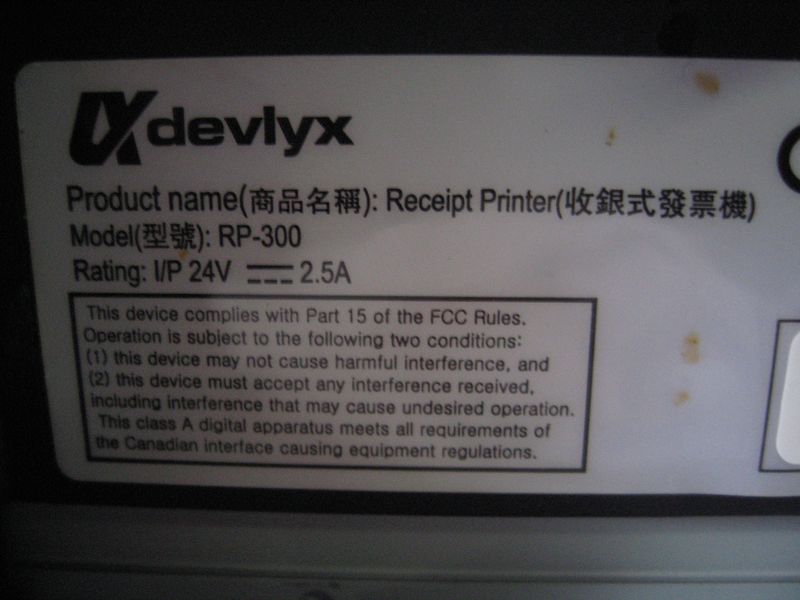 devlyx
Product name(商品名稱): Receipt Printer(收銀式發票機)
Model(型號): RP-300
Rating: I/P 24V ⎓ 2.5A
This device complies with Part 15 of the FCC Rules.
Operation is subject to the following two conditions:
(1) this device may not cause harmful interference, and
(2) this device must accept any interference received,
including interference that may cause undesired operation.
This class A digital apparatus meets all requirements of
the Canadian interface causing equipment regulations.